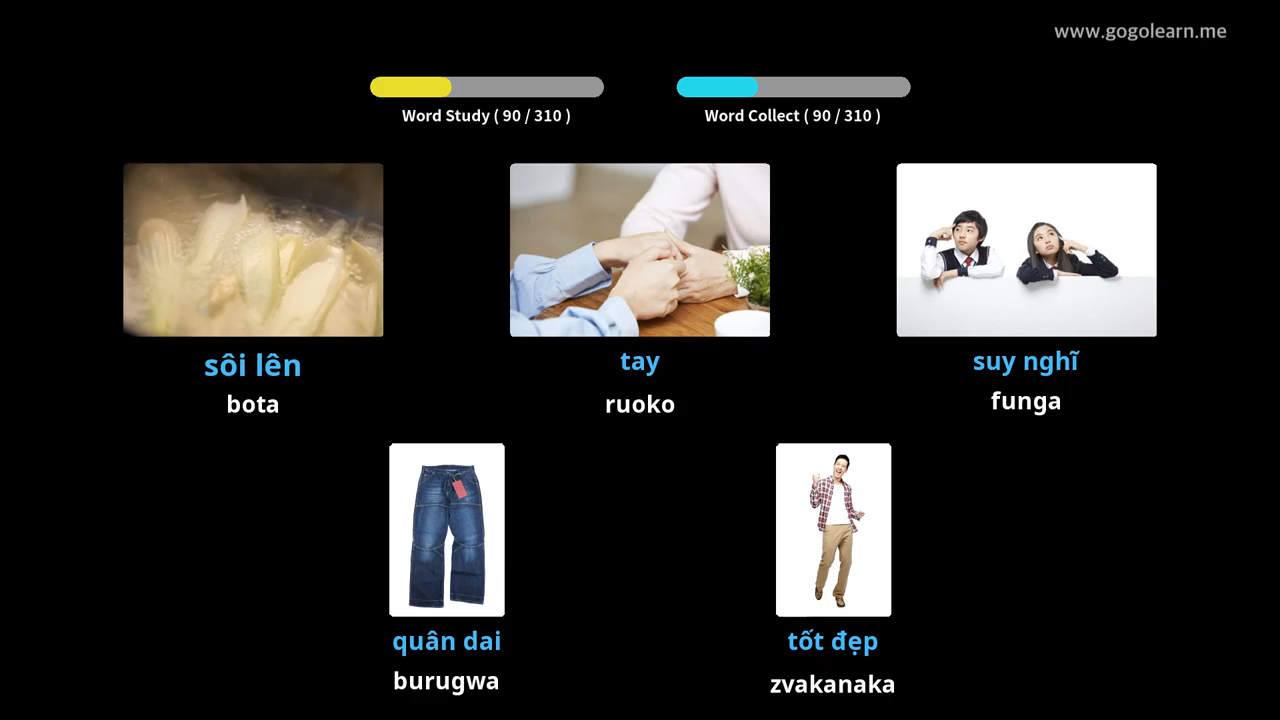 www.gogolearn.me
Word Study ( 90 / 310 )
Word Collect ( 90 / 310 )
sôi lên
bota
tay
ruoko
suy nghĩ
funga
quân dai
burugwa
tốt đẹp
zvakanaka